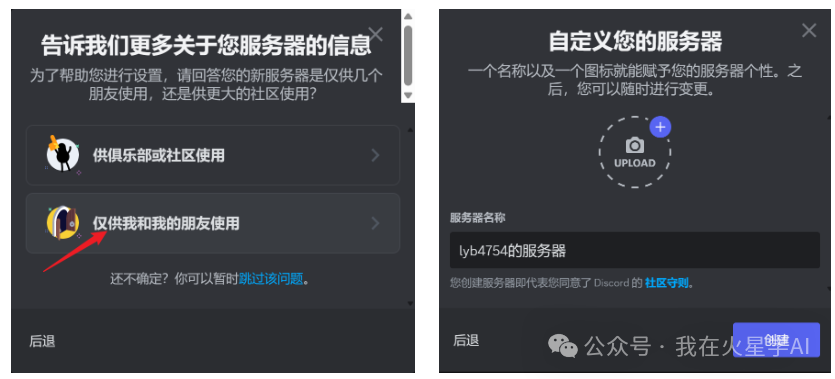 告诉我们更多关于您服务器的信息
为了帮助您进行设置，请回答您的新服务器是仅供几个
朋友使用，还是供更大的社区使用？
供俱乐部或社区使用
仅供我和我的朋友使用
还不确定？你可以暂时跳过该问题。
后退
自定义您的服务器
一个名称以及一个图标就能赋予您的服务器个性。之
后，您可以随时进行变更。
UPLOAD
服务器名称
lyb4754的服务器
您创建服务器即代表您同意了 Discord 的 社区守则。
后退
创建
公众号 · 我在火星学AI